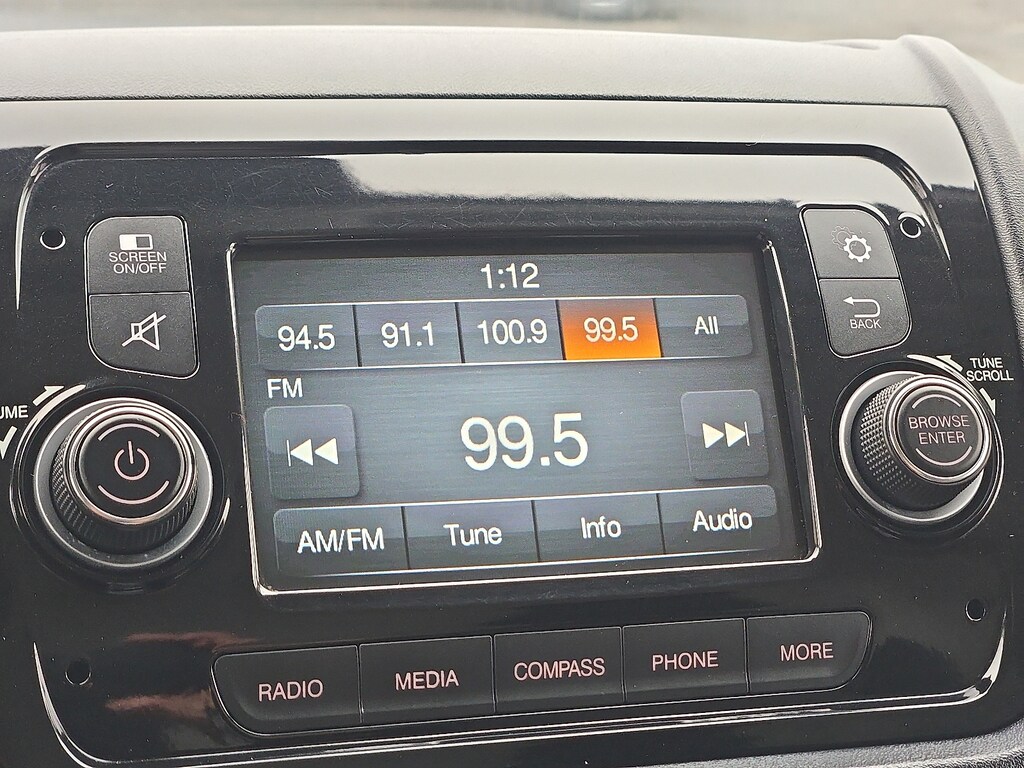 SCREEN
ON/OFF
1:12
94.5 91.1 100.9 99.5 All
FM
99.5
AM/FM Tune Info Audio
BACK
UME
TUNE
SCROLL
BROWSE
ENTER
RADIO MEDIA COMPASS PHONE MORE